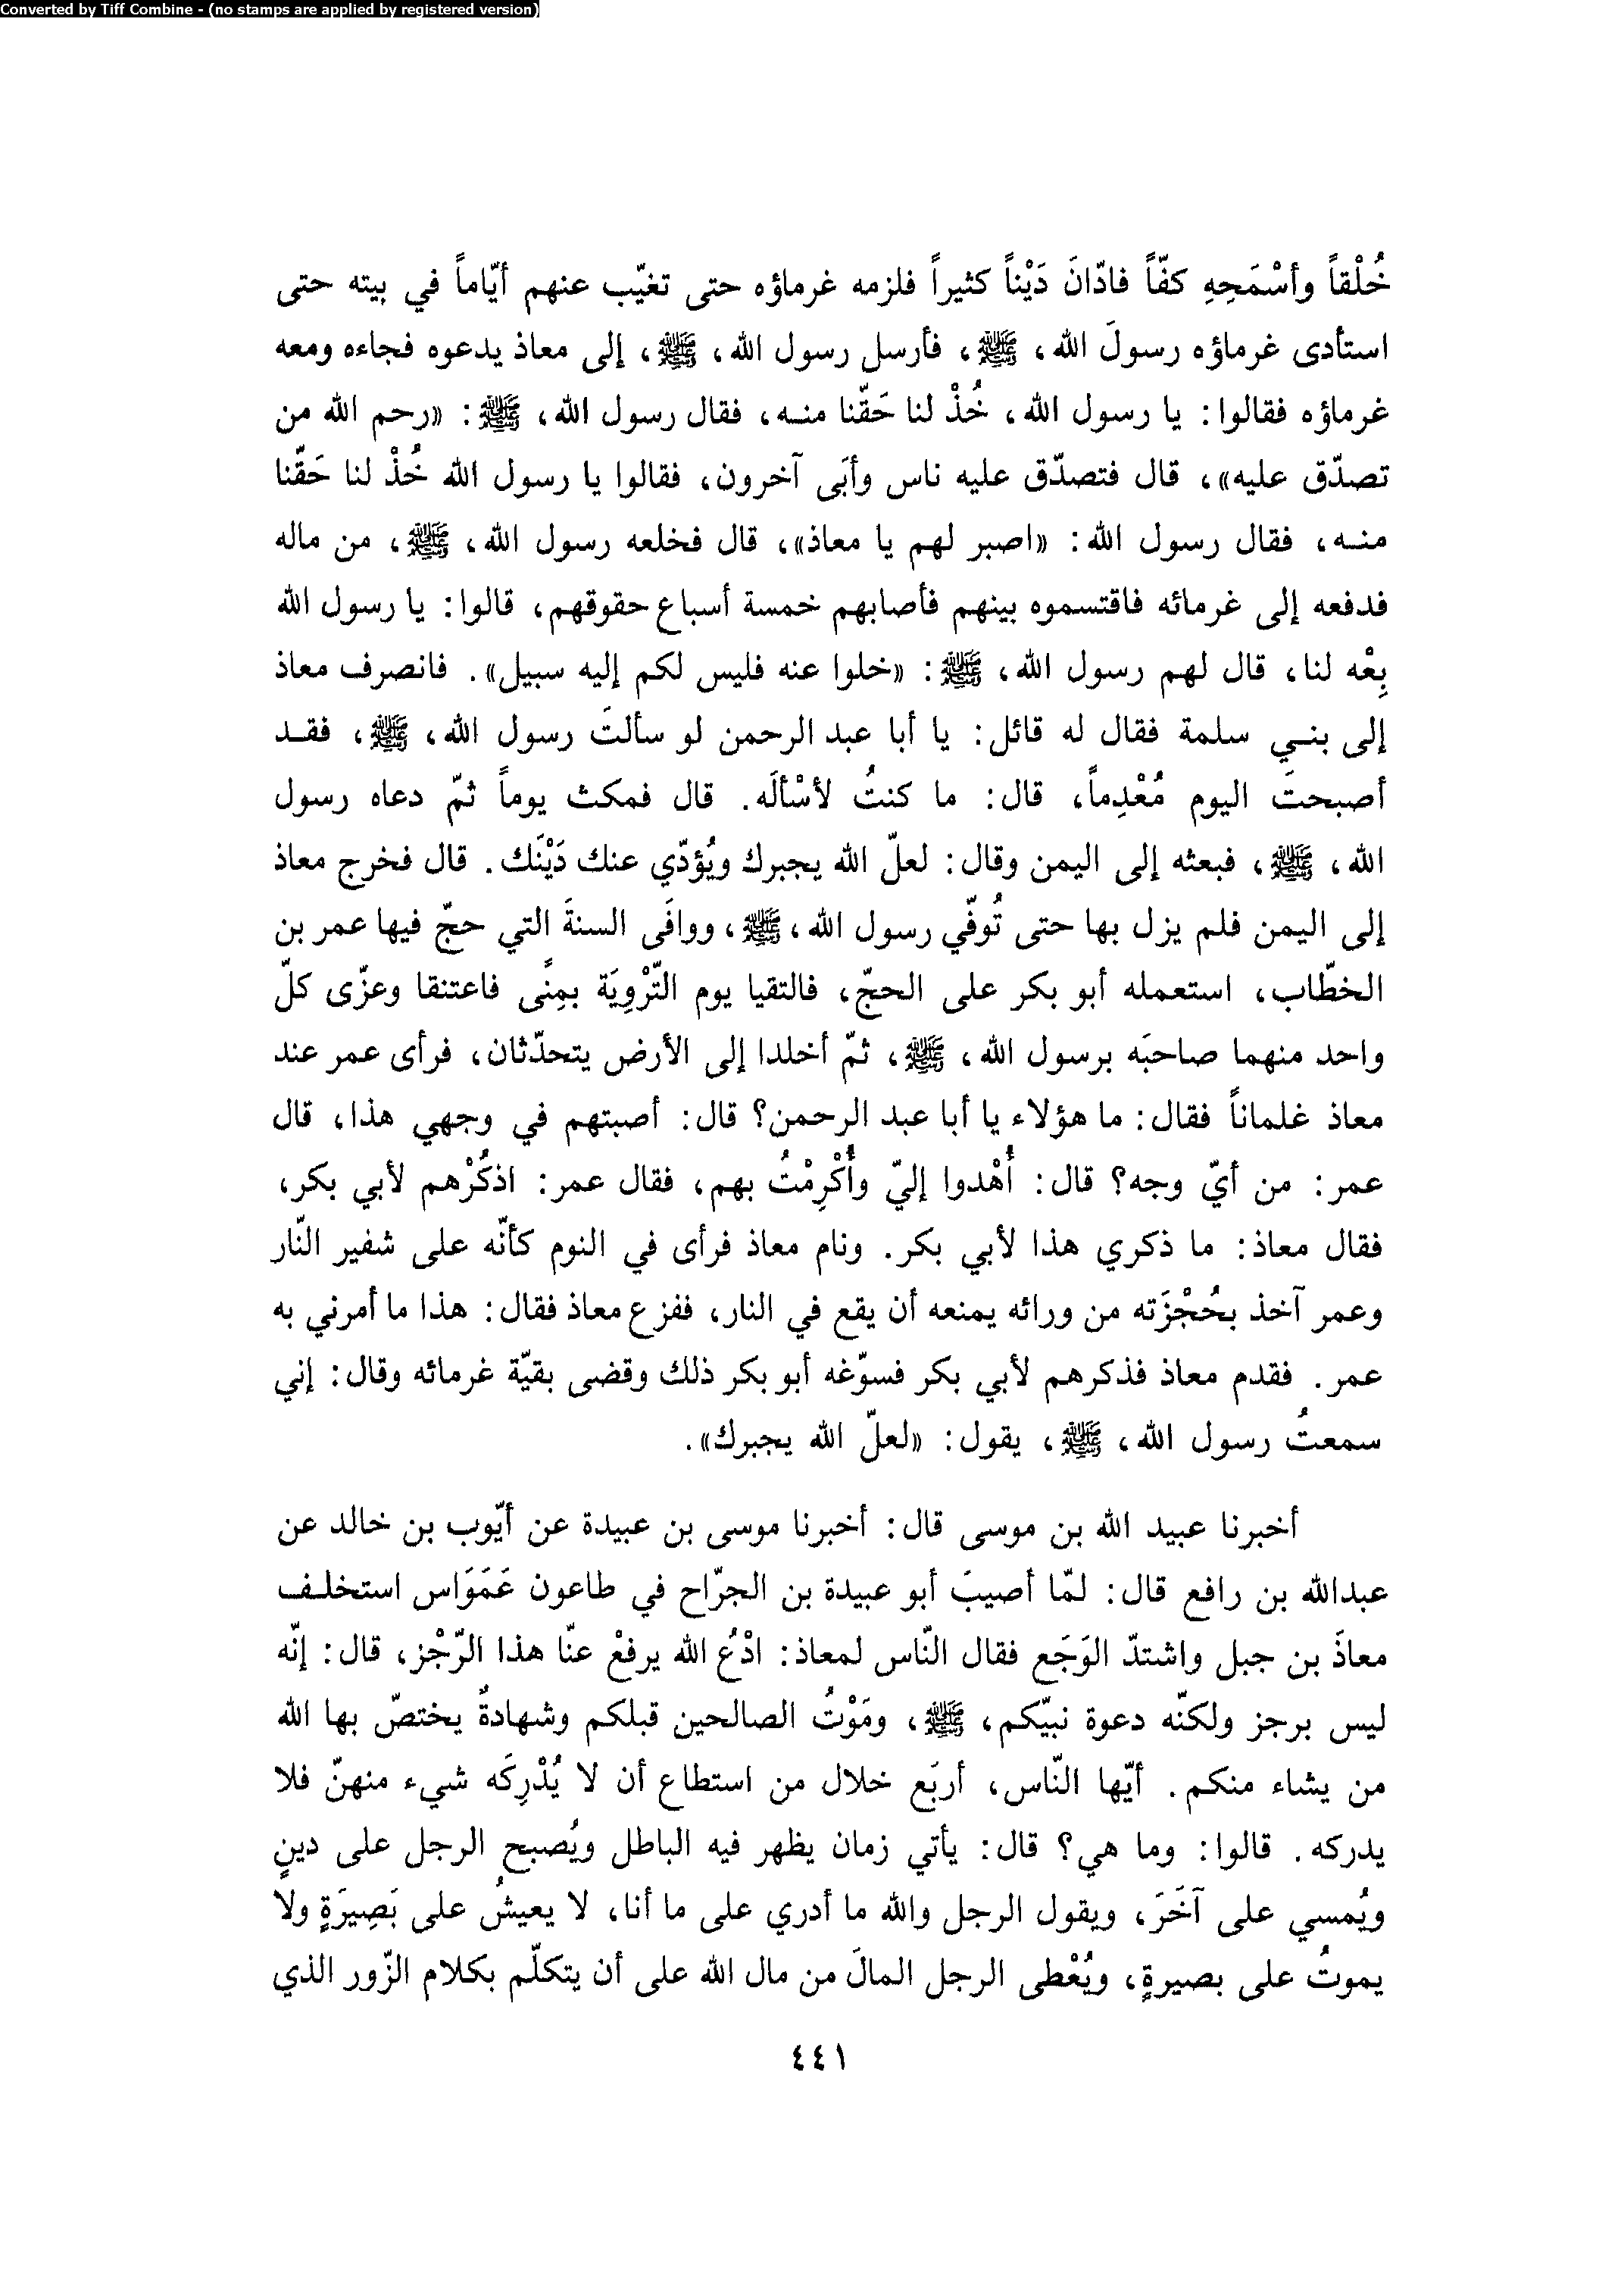 Converted by Tiff Combine - (no stamps are applied by registered version)
خُلْقاً وأسْمَحِهِ كفّاً فادّانَ دَيْناً كثيراً فلزمه غرماؤه حتى تغيّب عنهم أيّاماً في بيته حتى
استأدى غرماؤه رسولَ الله، ﷺ، فأرسل رسول الله، ﷺ، إلى معاذ يدعوه فجاءه ومعه
غرماؤه فقالوا: يا رسول الله، خُذْ لنا حَقّنا منه، فقال رسول الله، ﷺ: «رحم الله من
تصدّق عليه»، قال فتصدّق عليه ناس وأبَى آخرون، فقالوا يا رسول الله خُذْ لنا حَقّنا
منه، فقال رسول الله: «اصبر لهم يا معاذ»، قال فخلعه رسول الله، ﷺ، من ماله
فدفعه إلى غرمائه فاقتسموه بينهم فأصابهم خمسة أسباع حقوقهم، قالوا: يا رسول الله
بِعْه لنا، قال لهم رسول الله، ﷺ: «خلوا عنه فليس لكم إليه سبيل». فانصرف معاذ
إلى بني سلمة فقال له قائل: يا أبا عبد الرحمن لو سألتَ رسول الله، ﷺ، فقد
أصبحتَ اليوم مُعْدِماً، قال: ما كنتُ لأسْألَه. قال فمكث يوماً ثمّ دعاه رسول
الله، ﷺ، فبعثه إلى اليمن وقال: لعلّ الله يجبرك ويُؤدّي عنك دَيْنَك. قال فخرج معاذ
إلى اليمن فلم يزل بها حتى تُوفّي رسول الله، ﷺ، ووافَى السنةَ التي حجّ فيها عمر بن
الخطّاب، استعمله أبو بكر على الحجّ، فالتقيا يوم التّرْوِيَة بمِنًى فاعتنقا وعزّى كلّ
واحد منهما صاحبَه برسول الله، ﷺ، ثمّ أخلدا إلى الأرض يتحدّثان، فرأى عمر عند
معاذ غلماناً فقال: ما هؤلاء يا أبا عبد الرحمن؟ قال: أصبتهم في وجهي هذا، قال
عمر: من أيّ وجه؟ قال: أُهْدوا إليّ وأُكْرِمْتُ بهم، فقال عمر: اذكُرْهم لأبي بكر،
فقال معاذ: ما ذكري هذا لأبي بكر. ونام معاذ فرأى في النوم كأنّه على شفير النّار
وعمر آخذ بحُجْزَته من ورائه يمنعه أن يقع في النار، ففزع معاذ فقال: هذا ما أمرني به
عمر. فقدم معاذ فذكرهم لأبي بكر فسوّغه أبو بكر ذلك وقضى بقيّة غرمائه وقال: إني
سمعتُ رسول الله، ﷺ، يقول: «لعلّ الله يجبرك».
أخبرنا عبيد الله بن موسى قال: أخبرنا موسى بن عبيدة عن أيّوب بن خالد عن
عبدالله بن رافع قال: لمّا أصيبَ أبو عبيدة بن الجرّاح في طاعون عَمَوَاس استخلف
معاذَ بن جبل واشتدّ الوَجَع فقال النّاس لمعاذ: ادْعُ الله يرفعْ عنّا هذا الرّجْز، قال: إنّه
ليس برجز ولكنّه دعوة نبيّكم، ﷺ، ومَوْتُ الصالحين قبلكم وشهادةٌ يختصّ بها الله
من يشاء منكم. أيّها النّاس، أربَع خلال من استطاع أن لا يُدْرِكَه شيء منهنّ فلا
يدركه. قالوا: وما هي؟ قال: يأتي زمان يظهر فيه الباطل ويُصبح الرجل على دينٍ
ويُمسي على آخَرَ، ويقول الرجل والله ما أدري على ما أنا، لا يعيشُ على بَصِيرَةٍ ولا
يموتُ على بصيرةٍ، ويُعْطى الرجل المالَ من مال الله على أن يتكلّم بكلام الزّور الذي
٤٤١